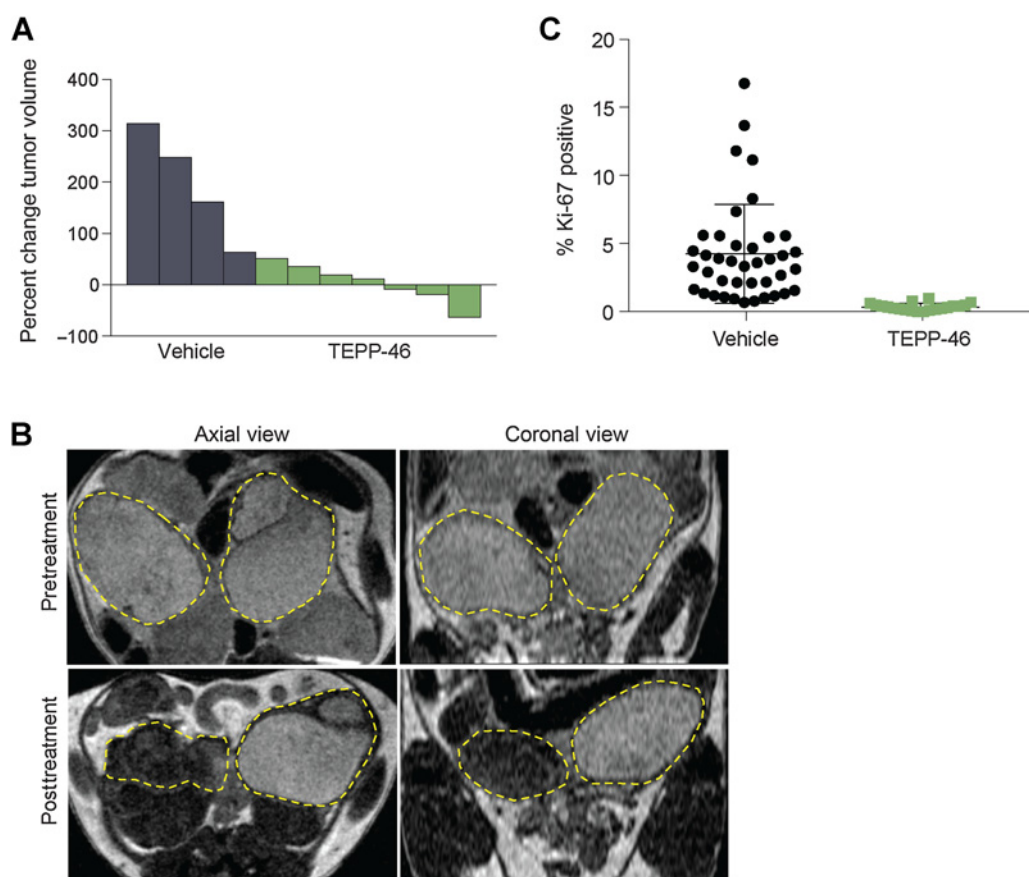 A
Percent change tumor volume
400
300
200
100
0
–100
Vehicle TEPP-46
C
% Ki-67 positive
20
15
10
5
0
Vehicle TEPP-46
B
Axial view Coronal view
Pretreatment
Posttreatment